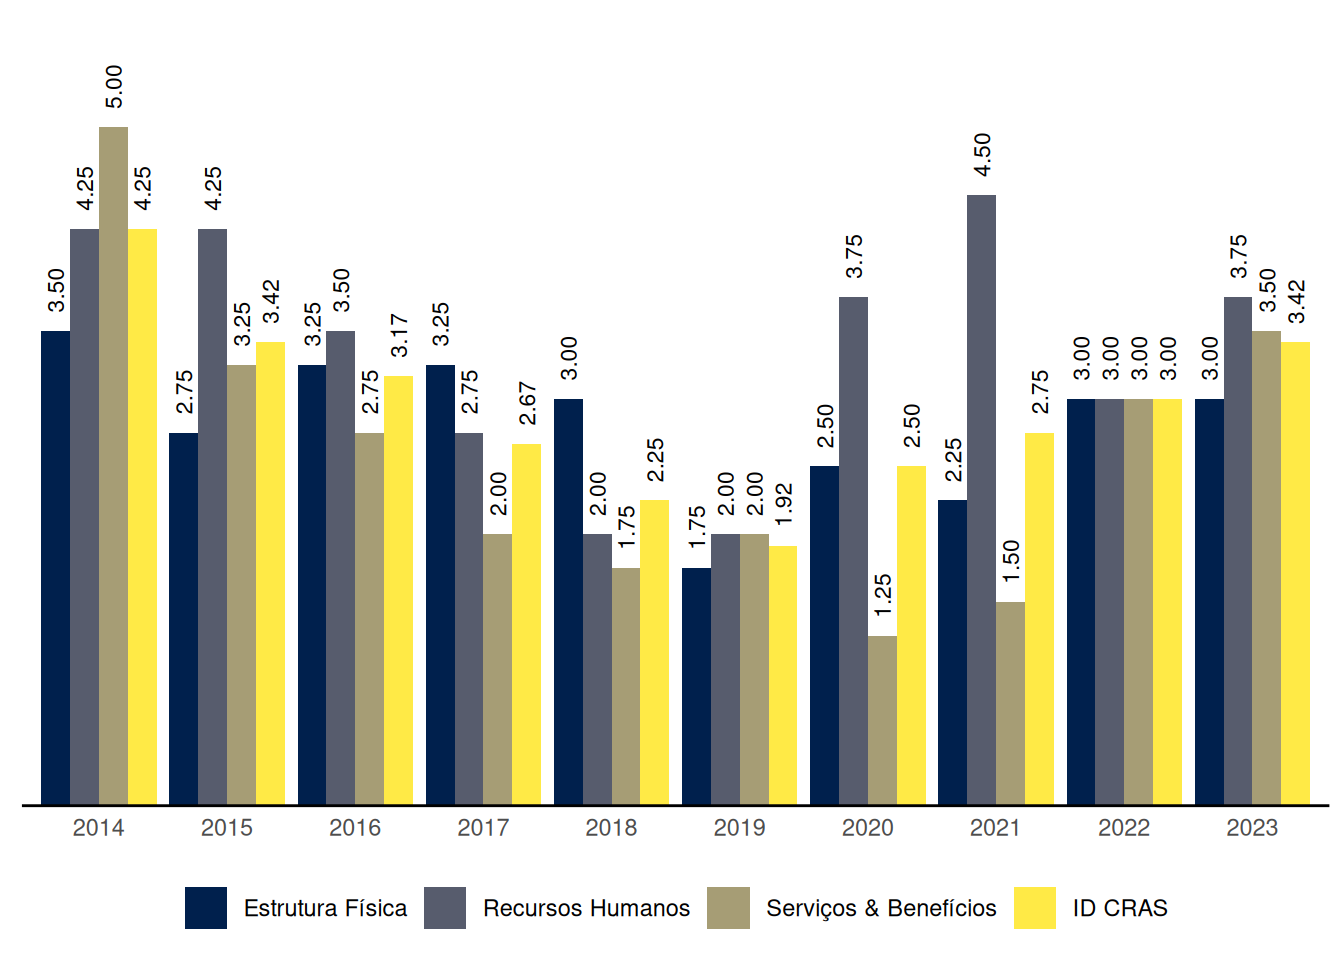 3.50 4.25 5.00 4.25
2.75 4.25 3.25 3.42
3.25 3.50 2.75 3.17
3.25 2.75 2.00 2.67
3.00 2.00 1.75 2.25
1.75 2.00 2.00 1.92
2.50 3.75 1.25 2.50
2.25 4.50 1.50 2.75
3.00 3.00 3.00 3.00
3.00 3.75 3.50 3.42
2014 2015 2016 2017 2018 2019 2020 2021 2022 2023
Estrutura Física Recursos Humanos Serviços & Benefícios ID CRAS